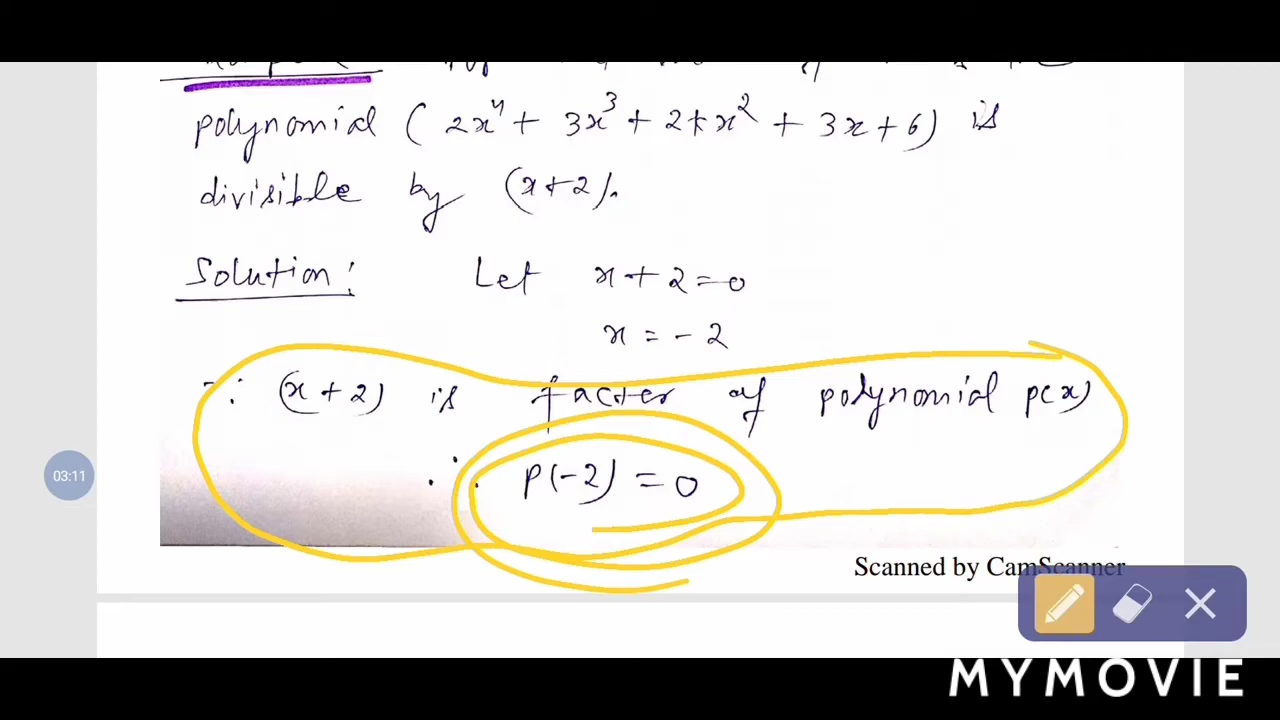 polynomial (2x⁴ + 3x³ + 2kx² + 3x + 6) is
divisible by (x+2).
Solution: Let x + 2 = 0
x = - 2
∵ (x + 2) is factor of polynomial p(x)
∴ P(-2) = 0
03:11
Scanned by CamScanner
MYMOVIE